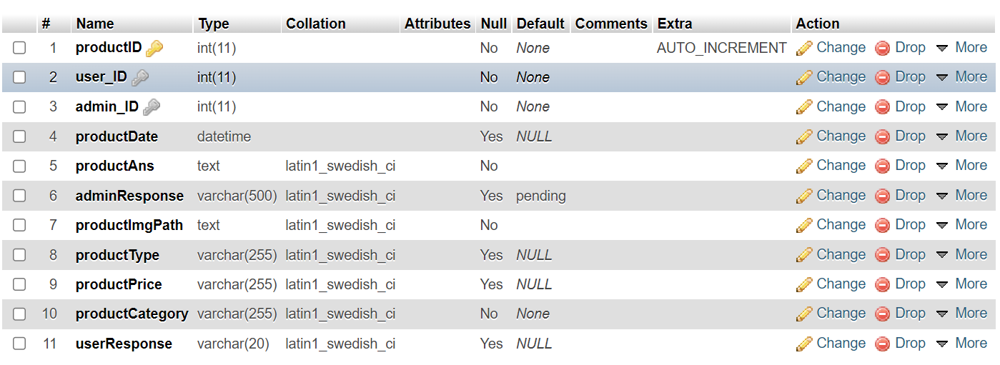 # Name Type Collation Attributes Null Default Comments Extra Action
1 productID int(11) No None AUTO_INCREMENT Change Drop More
2 user_ID int(11) No None Change Drop More
3 admin_ID int(11) No None Change Drop More
4 productDate datetime Yes NULL Change Drop More
5 productAns text latin1_swedish_ci No Change Drop More
6 adminResponse varchar(500) latin1_swedish_ci Yes pending Change Drop More
7 productImgPath text latin1_swedish_ci No Change Drop More
8 productType varchar(255) latin1_swedish_ci Yes NULL Change Drop More
9 productPrice varchar(255) latin1_swedish_ci Yes NULL Change Drop More
10 productCategory varchar(255) latin1_swedish_ci No None Change Drop More
11 userResponse varchar(20) latin1_swedish_ci Yes NULL Change Drop More